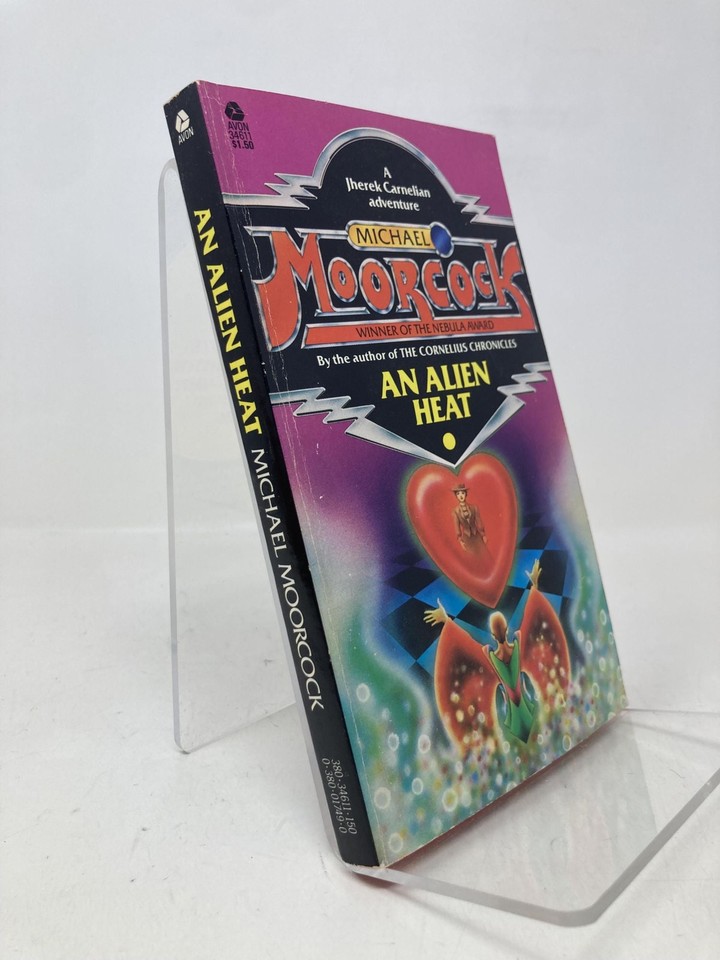 AVON
AN ALIEN HEAT MICHAEL MOORCOCK
380-34611-150
0-380-01749-0
AVON
34611
$1.50
A
Jherek Carnelian
adventure
MICHAEL
MOORCOCK
WINNER OF THE NEBULA AWARD
By the author of THE CORNELIUS CHRONICLES
AN ALIEN
HEAT